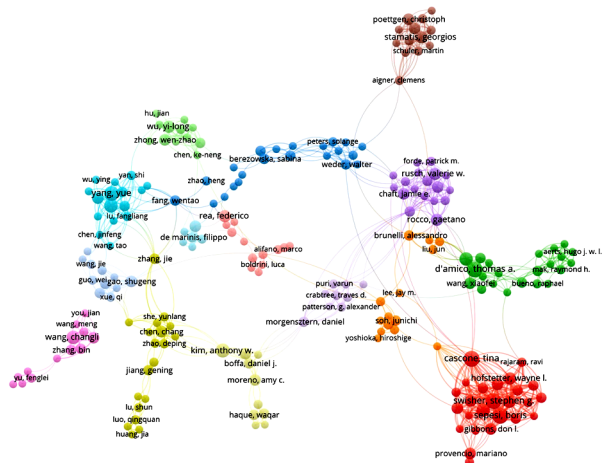 poettgen, christoph
stamatis, georgios
schuler, martin
aigner, clemens
hu, jian
wu, yi-long
zhong, wen-zhao
chen, ke-neng
peters, solange
berezowska, sabina
weder, walter
forde, patrick m.
rusch, valerie w.
chaft, jamie e.
rocco, gaetano
wu, ying
yan, shi
zhao, heng
yang, yue
fang, wentao
lu, fangliang
rea, federico
chen, jinfeng
wang, tao
de marinis, filippo
alifano, marco
boldrini, luca
brunelli, alessandro
liu, jun
zhang, jie
wang, jie
guo, wei
gao, shugeng
xue, qi
d'amico, thomas a.
aerts, hugo j. w. l.
mak, raymond h.
wang, xiaofei
bueno, raphael
puri, varun
crabtree, traves d.
patterson, g. alexander
lee, jay m.
morgensztern, daniel
soh, junichi
yoshioka, hiroshige
you, jian
wang, meng
wang, changli
zhang, bin
yu, fenglei
she, yunlang
chen, chang
zhao, deping
jiang, gening
kim, anthony w.
boffa, daniel j.
moreno, amy c.
haque, waqar
lu, shun
luo, qingquan
huang, jia
cascone, tina
rajaram, ravi
hofstetter, wayne l.
swisher, stephen g.
sepesi, boris
gibbons, don l.
provencio, mariano